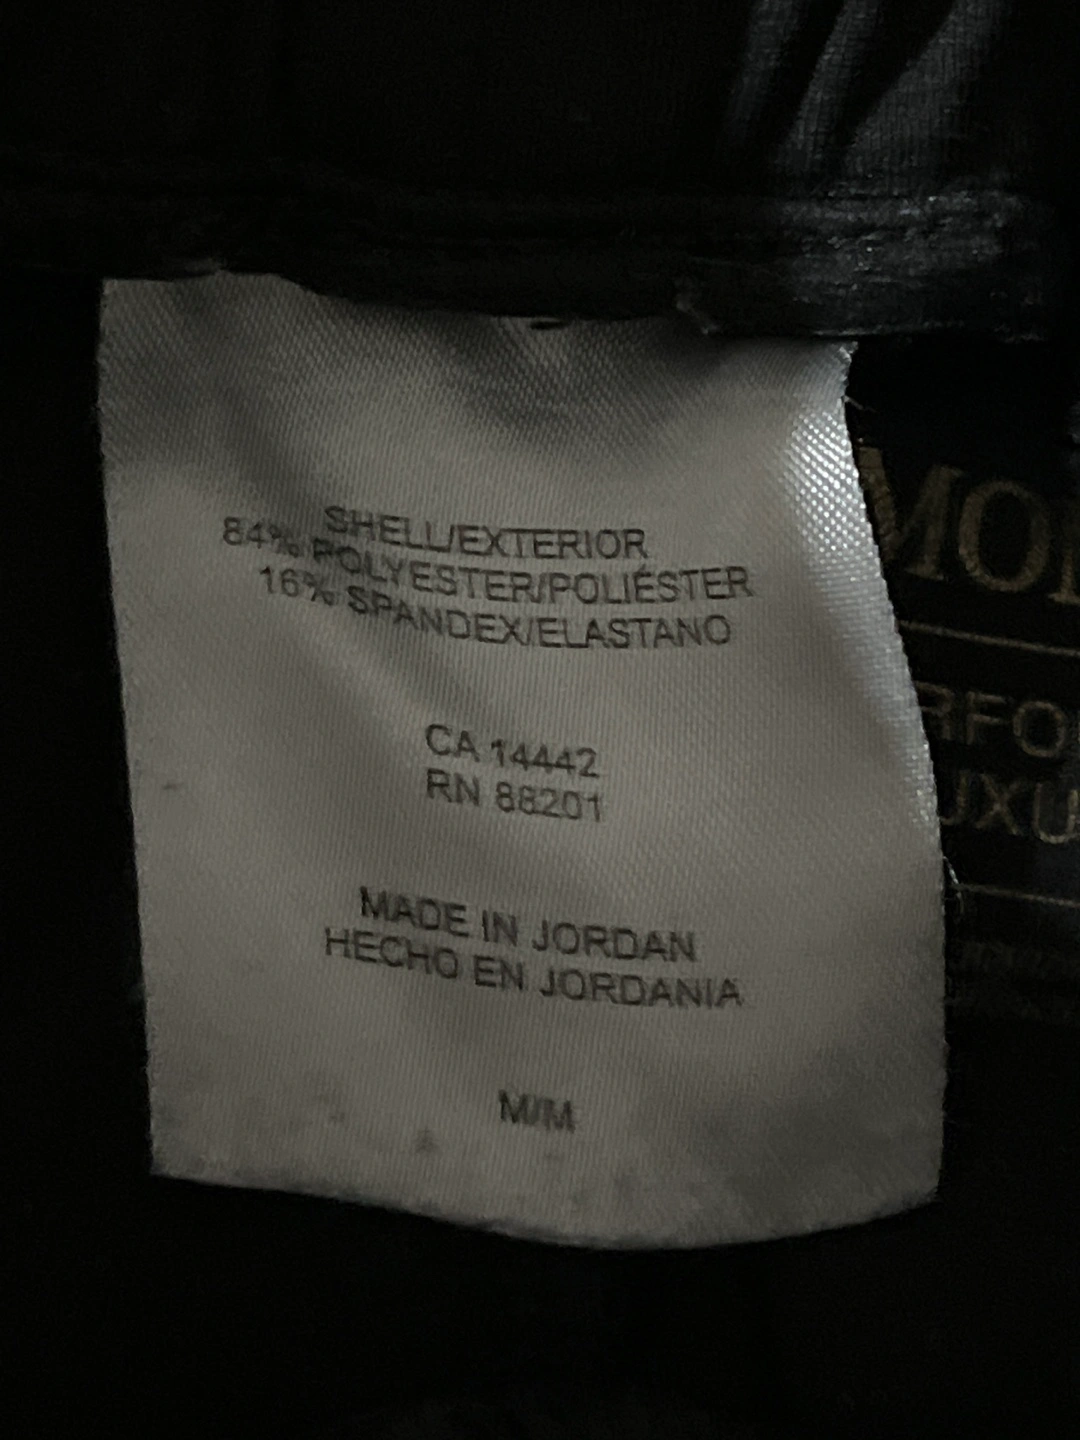 SHELL/EXTERIOR
84% POLYESTER/POLIÉSTER
16% SPANDEX/ELASTANO
CA 14442
RN 88201
MADE IN JORDAN
HECHO EN JORDANIA
M/M